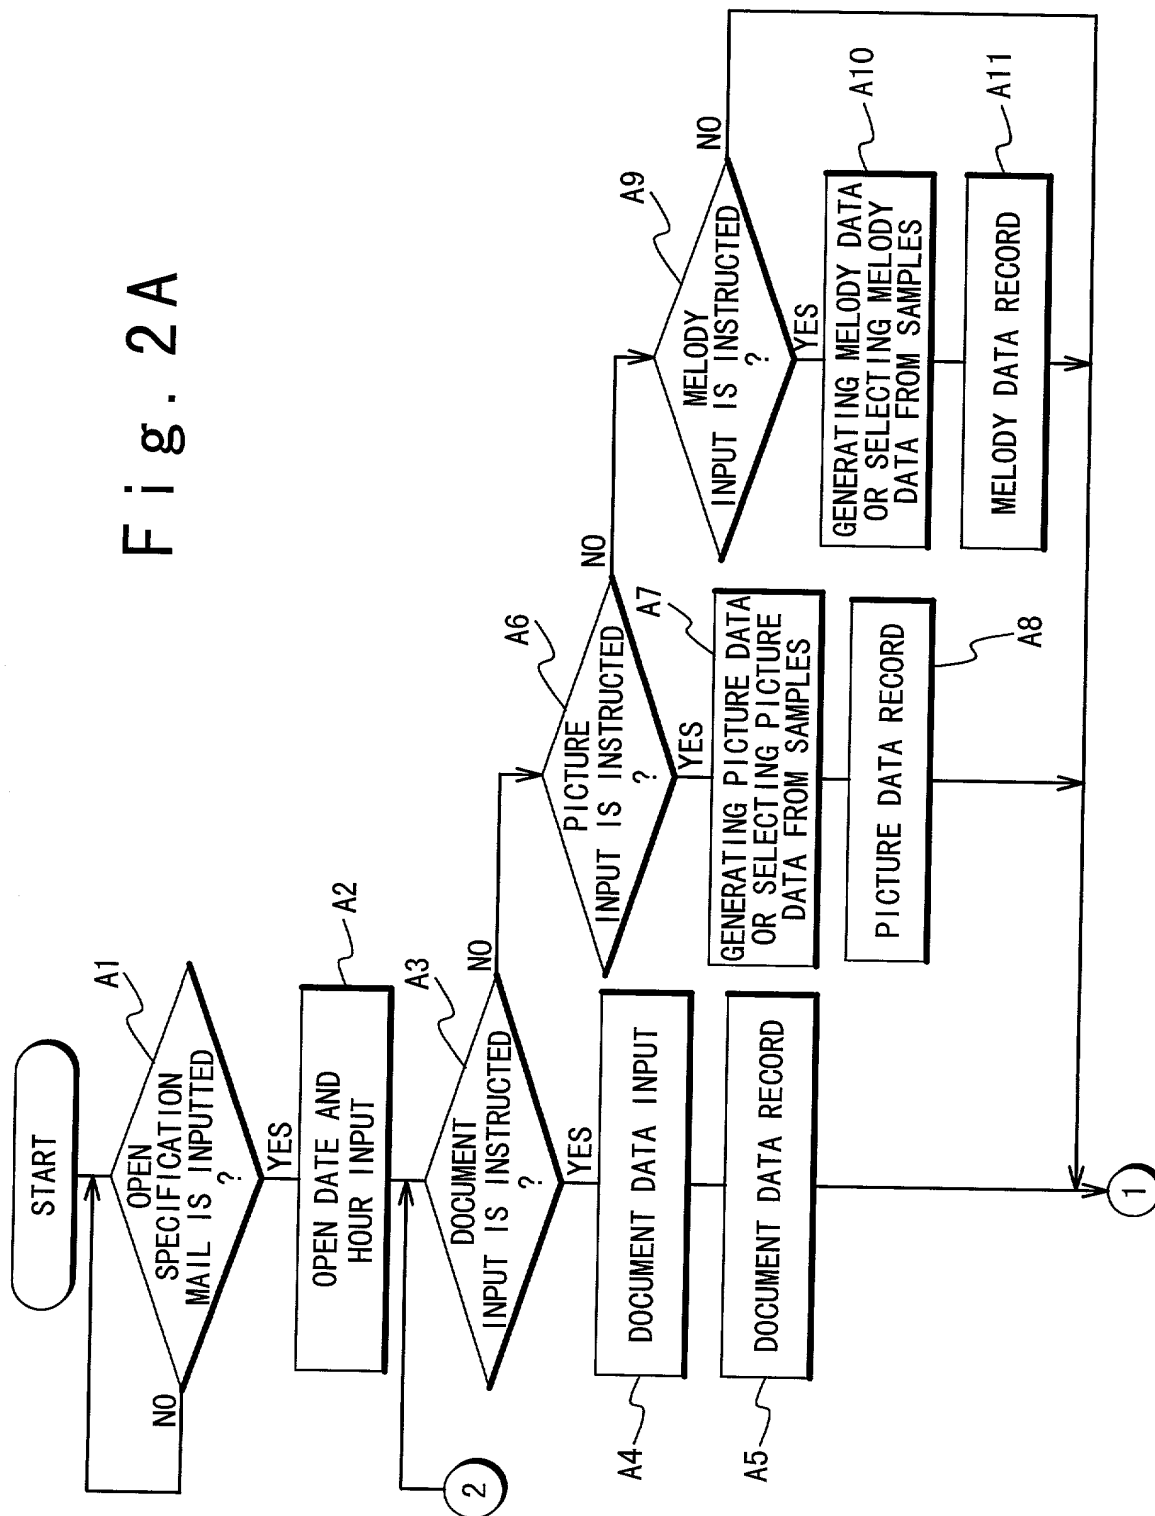 Fig. 2A
START
A1
OPEN
SPECIFICATION
MAIL IS INPUTTED
?
NO
YES
A2
OPEN DATE AND
HOUR INPUT
2
A3
DOCUMENT
INPUT IS INSTRUCTED
?
NO
YES
A4
DOCUMENT DATA INPUT
A5
DOCUMENT DATA RECORD
A6
PICTURE
INPUT IS INSTRUCTED
?
NO
YES
A7
GENERATING PICTURE DATA
OR SELECTING PICTURE
DATA FROM SAMPLES
PICTURE DATA RECORD
A8
A9
MELODY
INPUT IS INSTRUCTED
?
NO
YES
A10
GENERATING MELODY DATA
OR SELECTING MELODY
DATA FROM SAMPLES
A11
MELODY DATA RECORD
1